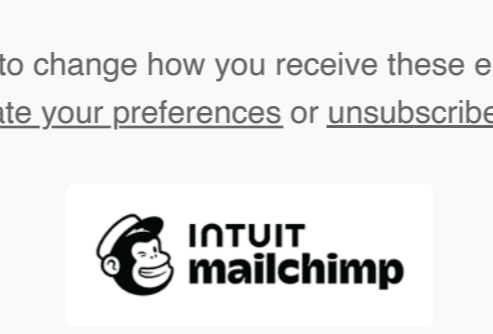 to change how you receive these e
ate your preferences or unsubscribe
INTUIT
mailchimp